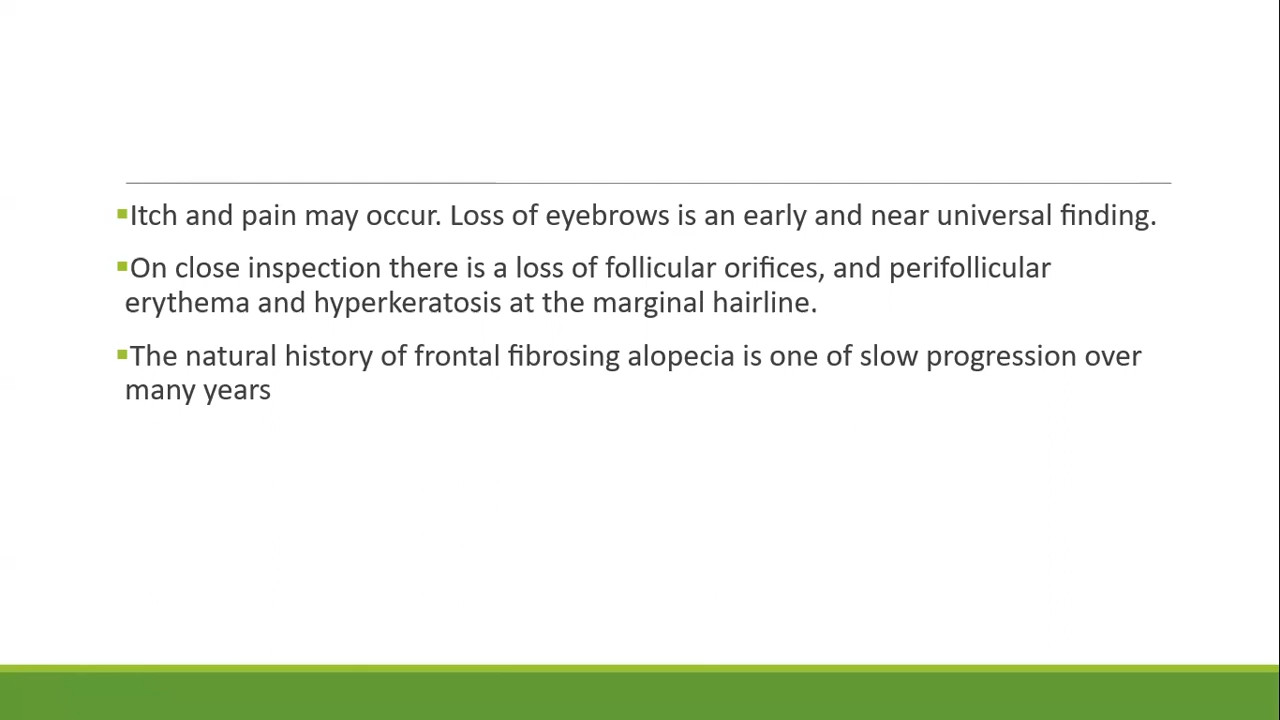 ▪Itch and pain may occur. Loss of eyebrows is an early and near universal finding.
▪On close inspection there is a loss of follicular orifices, and perifollicular
erythema and hyperkeratosis at the marginal hairline.
▪The natural history of frontal fibrosing alopecia is one of slow progression over
many years